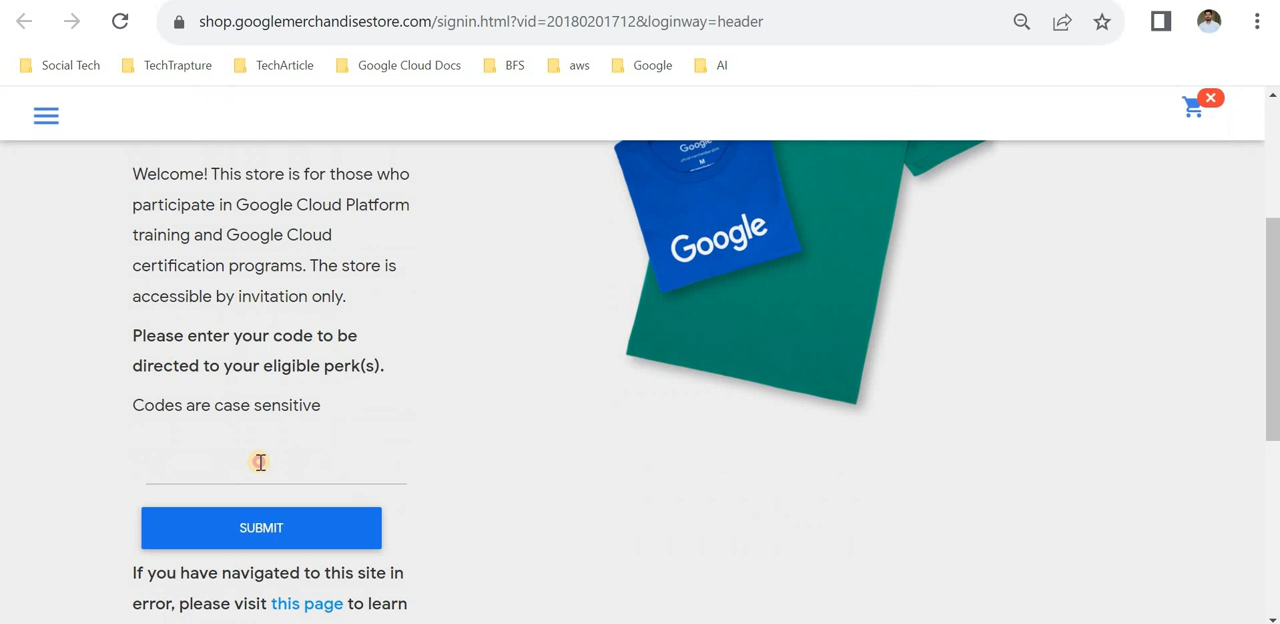 shop.googlemerchandisestore.com/signin.html?vid=20180201712&loginway=header
Social Tech
TechTrapture
TechArticle
Google Cloud Docs
BFS
aws
Google
AI
Google
M
Google
Welcome! This store is for those who
participate in Google Cloud Platform
training and Google Cloud
certification programs. The store is
accessible by invitation only.
Please enter your code to be
directed to your eligible perk(s).
Codes are case sensitive
SUBMIT
If you have navigated to this site in
error, please visit this page to learn